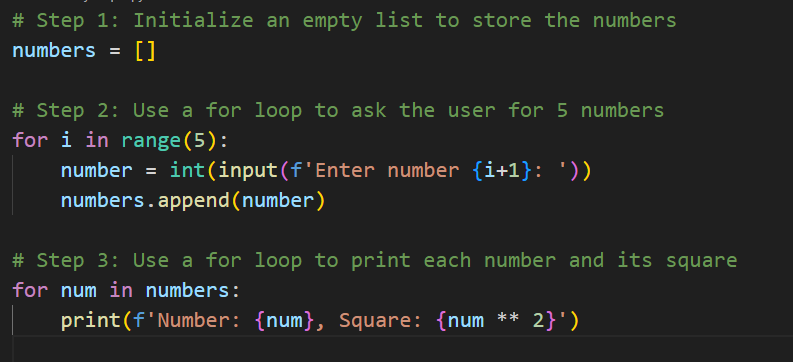 # Step 1: Initialize an empty list to store the numbers
numbers = []
# Step 2: Use a for loop to ask the user for 5 numbers
for i in range(5):
    number = int(input(f'Enter number {i+1}: '))
    numbers.append(number)
# Step 3: Use a for loop to print each number and its square
for num in numbers:
    print(f'Number: {num}, Square: {num ** 2}')